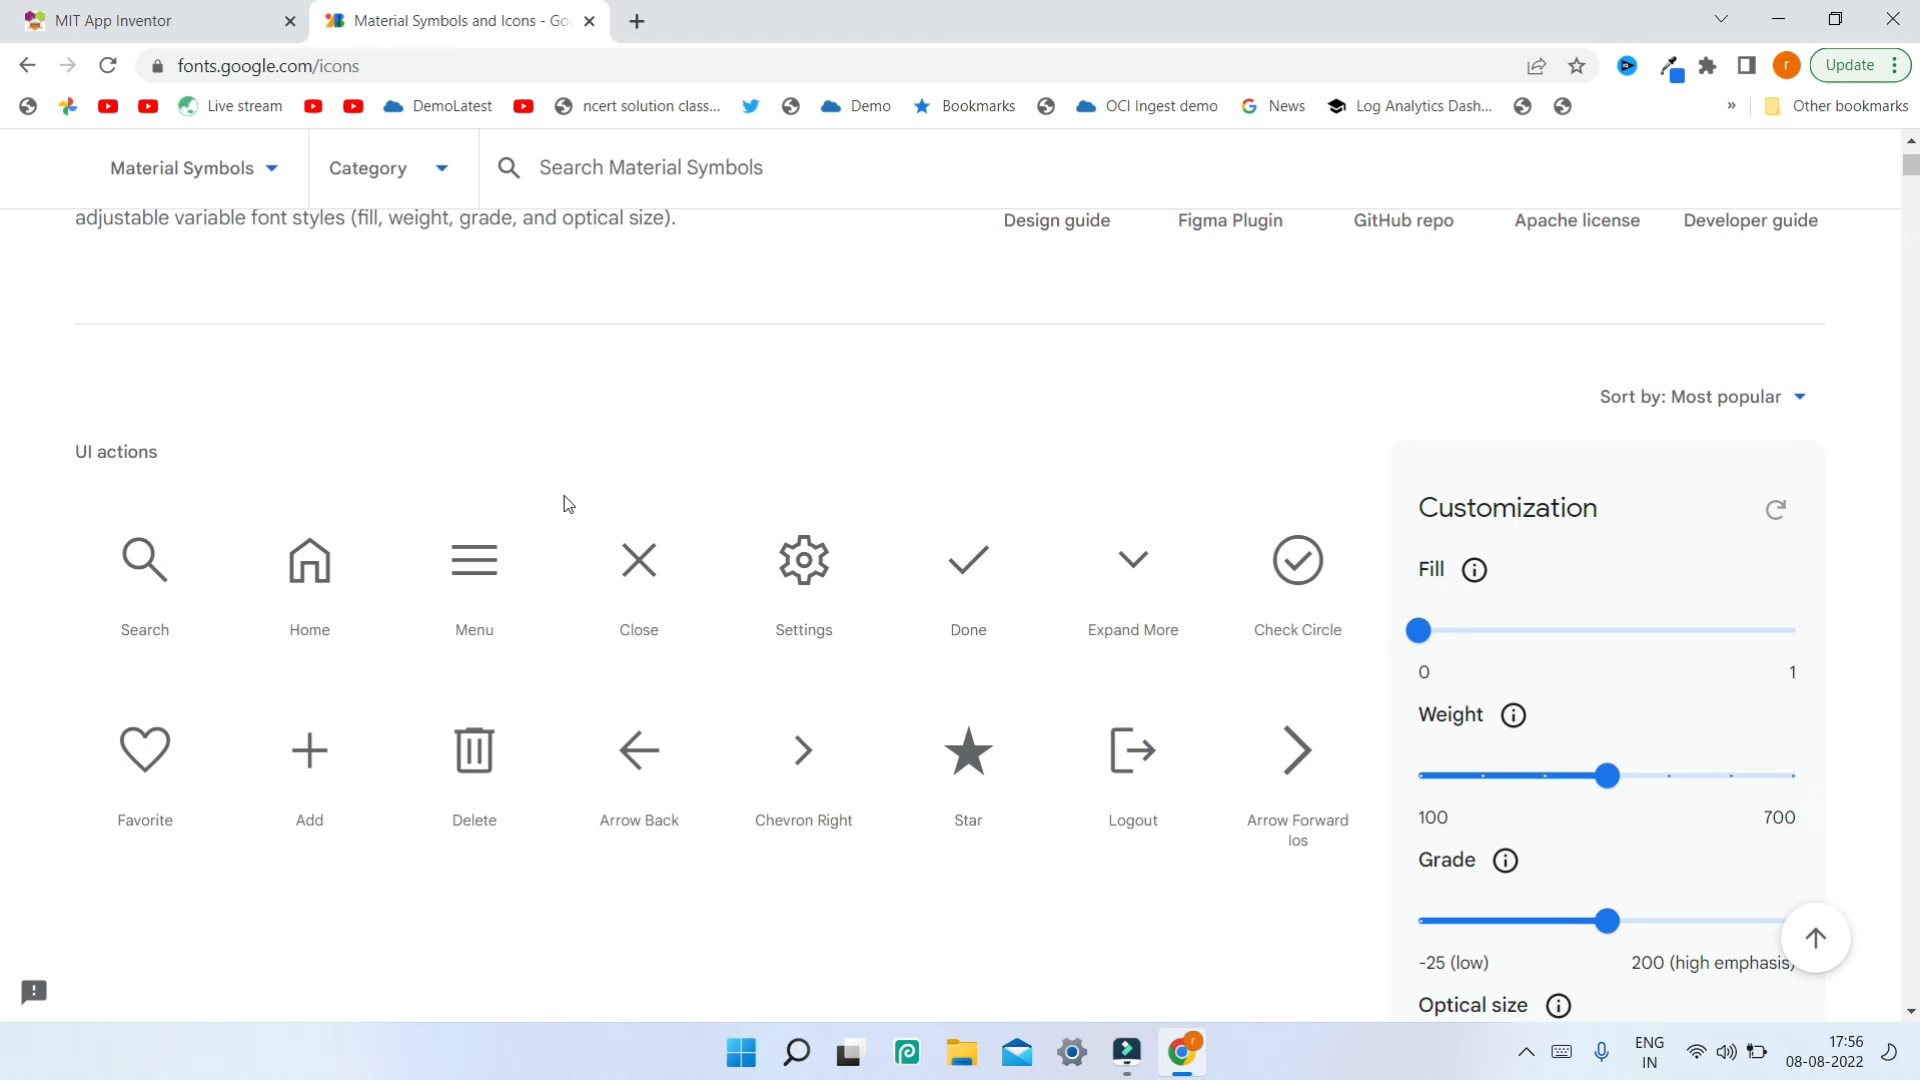 MIT App Inventor
Material Symbols and Icons - Goo
fonts.google.com/icons
r
Update
Live stream
DemoLatest
ncert solution class...
Demo
Bookmarks
OCI Ingest demo
News
Log Analytics Dash...
»
Other bookmarks
Material Symbols
Category
Search Material Symbols
adjustable variable font styles (fill, weight, grade, and optical size).
Design guide
Figma Plugin
GitHub repo
Apache license
Developer guide
Sort by: Most popular
UI actions
Search
Home
Menu
Close
Settings
Done
Expand More
Check Circle
Favorite
Add
Delete
Arrow Back
Chevron Right
Star
Logout
Arrow Forward
Ios
Customization
Fill
0
1
Weight
100
700
Grade
-25 (low)
200 (high emphasis)
Optical size
r
ENG
IN
17:56
08-08-2022